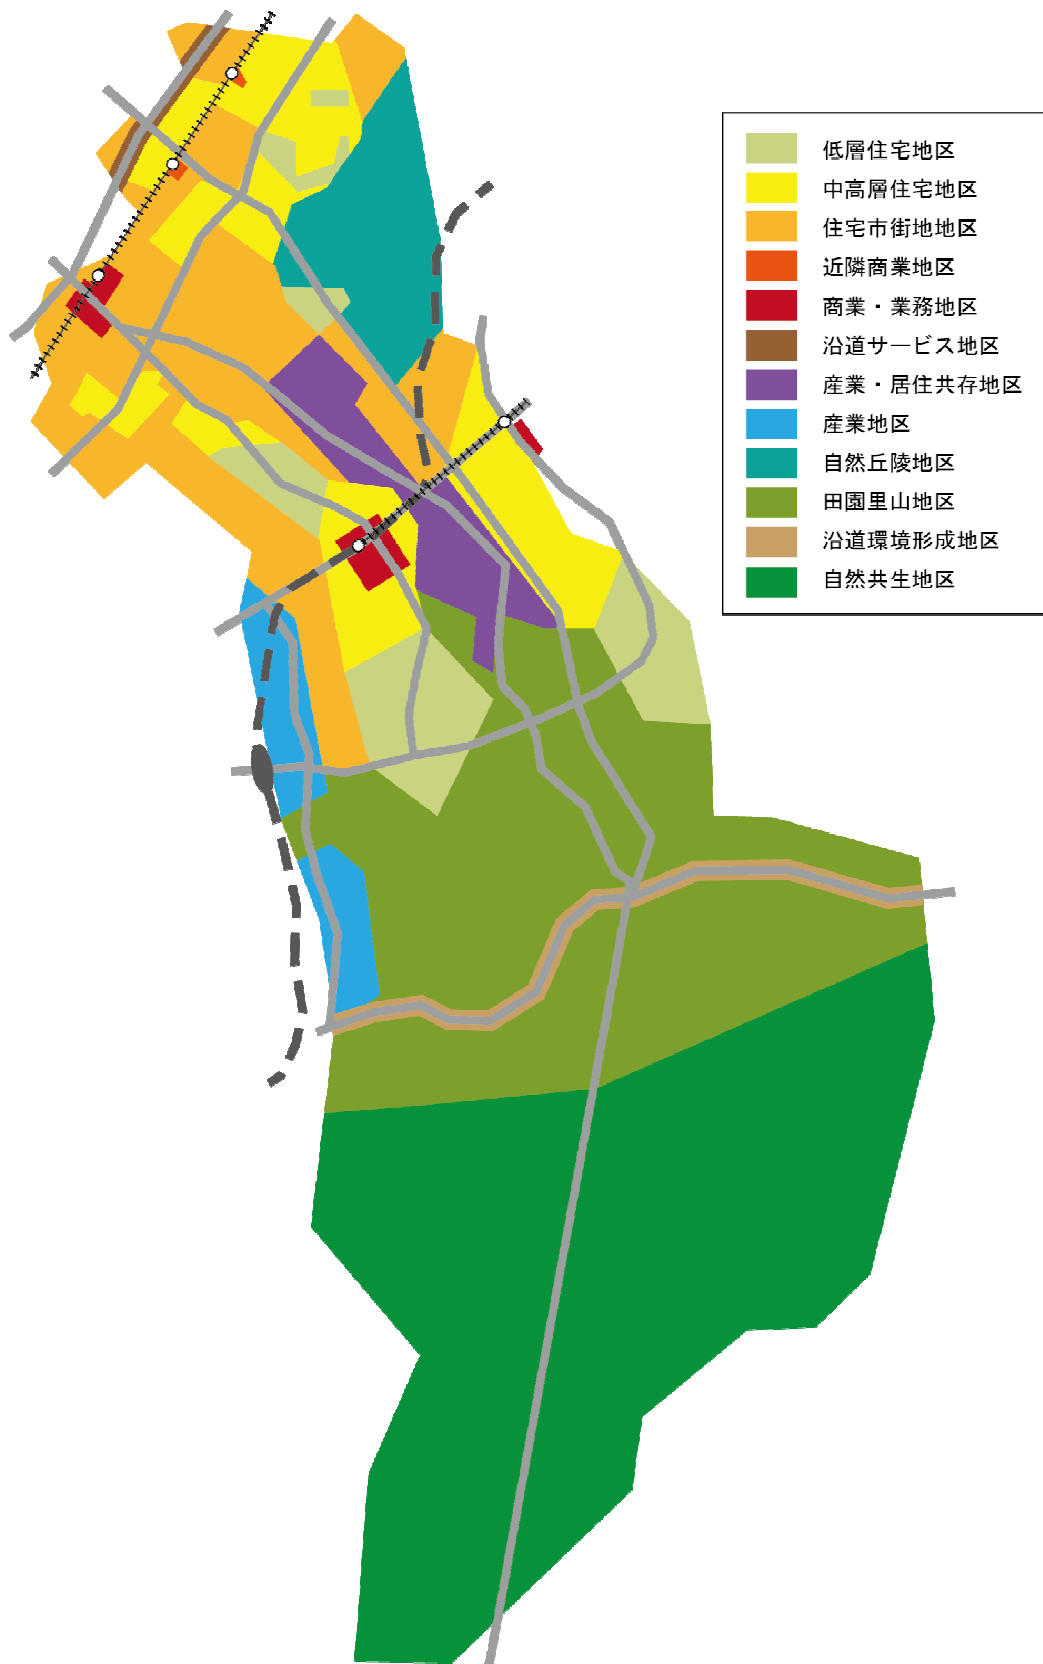 低層住宅地区
中高層住宅地区
住宅市街地地区
近隣商業地区
商業・業務地区
沿道サービス地区
産業・居住共存地区
産業地区
自然丘陵地区
田園里山地区
沿道環境形成地区
自然共生地区